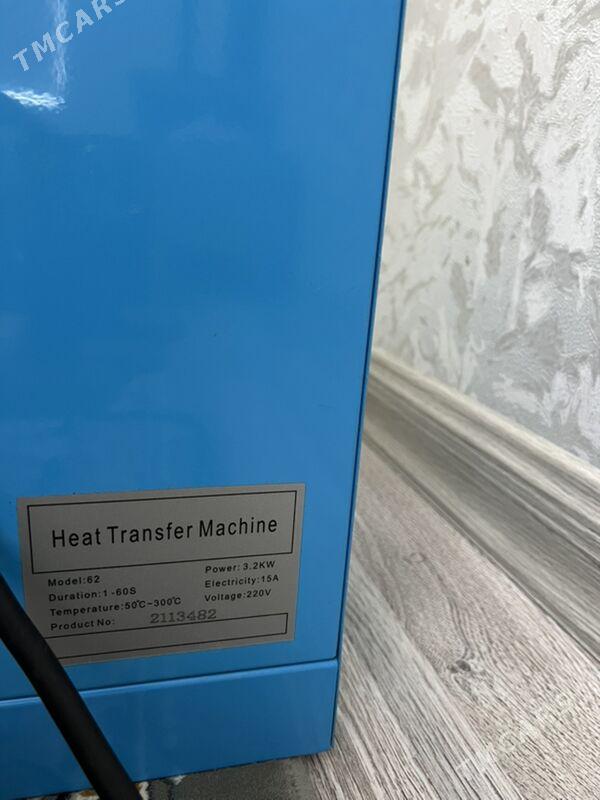 TMCARS
Heat Transfer Machine
Model:62
Power: 3.2KW
Duration:1-60S
Electricity:15A
Temperature:50℃~300℃
Voltage:220V
Product No: 2113482
TMCARS